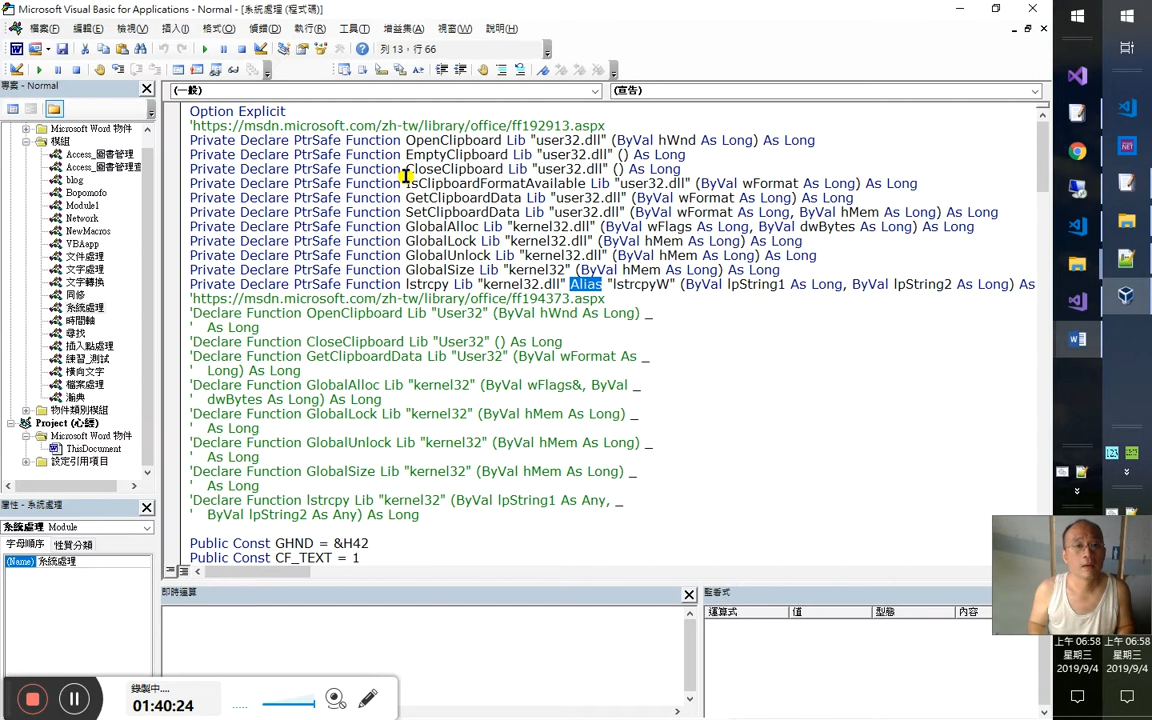 Microsoft Visual Basic for Applications - Normal - [系統處理 (程式碼)]
檔案(F) 編輯(E) 檢視(V) 插入(I) 格式(O) 偵錯(D) 執行(R) 工具(T) 增益集(A) 視窗(W) 說明(H)
列 13, 行 66
專案 - Normal
(一般)
(宣告)
Microsoft Word 物件
模組
Access_圖書管理
Access_圖書管理查
blog
Bopomofo
Module1
Network
NewMacros
VBAapp
文件處理
文字處理
文字轉換
同修
系統處理
時間軸
尋找
插入點處理
練習_測試
橫向文字
檔案處理
瀚典
物件類別模組
Project (心經)
Microsoft Word 物件
ThisDocument
設定引用項目
屬性 - 系統處理
系統處理 Module
字母順序 性質分類
(Name) 系統處理
Option Explicit
'https://msdn.microsoft.com/zh-tw/library/office/ff192913.aspx
Private Declare PtrSafe Function OpenClipboard Lib "user32.dll" (ByVal hWnd As Long) As Long
Private Declare PtrSafe Function EmptyClipboard Lib "user32.dll" () As Long
Private Declare PtrSafe Function CloseClipboard Lib "user32.dll" () As Long
Private Declare PtrSafe Function IsClipboardFormatAvailable Lib "user32.dll" (ByVal wFormat As Long) As Long
Private Declare PtrSafe Function GetClipboardData Lib "user32.dll" (ByVal wFormat As Long) As Long
Private Declare PtrSafe Function SetClipboardData Lib "user32.dll" (ByVal wFormat As Long, ByVal hMem As Long) As Long
Private Declare PtrSafe Function GlobalAlloc Lib "kernel32.dll" (ByVal wFlags As Long, ByVal dwBytes As Long) As Long
Private Declare PtrSafe Function GlobalLock Lib "kernel32.dll" (ByVal hMem As Long) As Long
Private Declare PtrSafe Function GlobalUnlock Lib "kernel32.dll" (ByVal hMem As Long) As Long
Private Declare PtrSafe Function GlobalSize Lib "kernel32" (ByVal hMem As Long) As Long
Private Declare PtrSafe Function lstrcpy Lib "kernel32.dll" Alias "lstrcpyW" (ByVal lpString1 As Long, ByVal lpString2 As Long) As
'https://msdn.microsoft.com/zh-tw/library/office/ff194373.aspx
'Declare Function OpenClipboard Lib "User32" (ByVal hWnd As Long) _
' As Long
'Declare Function CloseClipboard Lib "User32" () As Long
'Declare Function GetClipboardData Lib "User32" (ByVal wFormat As _
' Long) As Long
'Declare Function GlobalAlloc Lib "kernel32" (ByVal wFlags&, ByVal _
' dwBytes As Long) As Long
'Declare Function GlobalLock Lib "kernel32" (ByVal hMem As Long) _
' As Long
'Declare Function GlobalUnlock Lib "kernel32" (ByVal hMem As Long) _
' As Long
'Declare Function GlobalSize Lib "kernel32" (ByVal hMem As Long) _
' As Long
'Declare Function lstrcpy Lib "kernel32" (ByVal lpString1 As Any, _
' ByVal lpString2 As Any) As Long
Public Const GHND = &H42
Public Const CF_TEXT = 1
即時運算
監看式
運算式 值 型態 內容
錄製中....
01:40:24
上午 06:58
星期三
2019/9/4
上午 06:58
星期三
2019/9/4